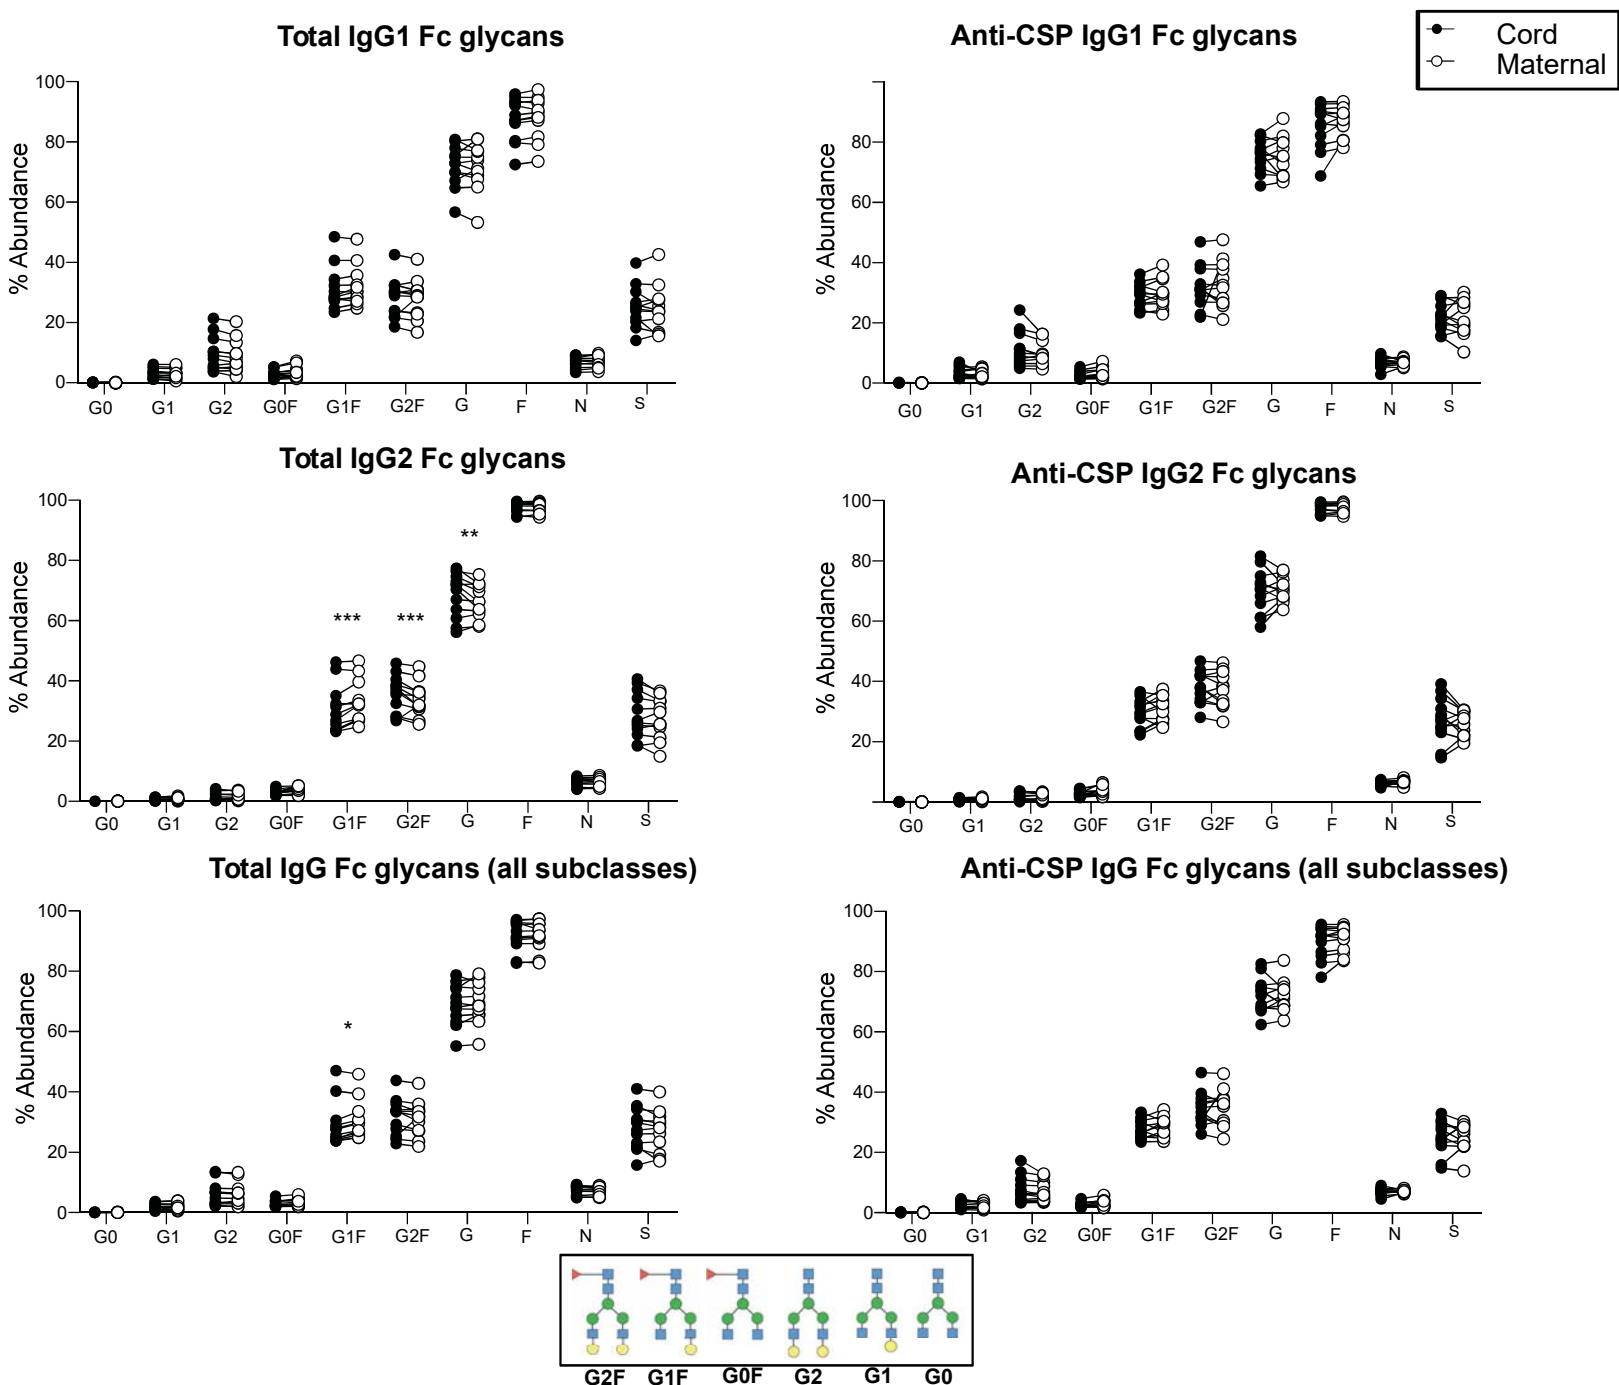 Total IgG1 Fc glycans
% Abundance
100
80
60
40
20
0
G0 G1 G2 G0F G1F G2F G F N S
Anti-CSP IgG1 Fc glycans
% Abundance
80
60
40
20
0
G0 G1 G2 G0F G1F G2F G F N S
Cord
Maternal
Total IgG2 Fc glycans
% Abundance
100
80
60
40
20
0
*** *** **
G0 G1 G2 G0F G1F G2F G F N S
Anti-CSP IgG2 Fc glycans
% Abundance
100
80
60
40
20
G0 G1 G2 G0F G1F G2F G F N S
Total IgG Fc glycans (all subclasses)
% Abundance
100
80
60
40
20
0
*
G0 G1 G2 G0F G1F G2F G F N S
Anti-CSP IgG Fc glycans (all subclasses)
% Abundance
100
80
60
40
20
0
G0 G1 G2 G0F G1F G2F G F N S
G2F G1F G0F G2 G1 G0